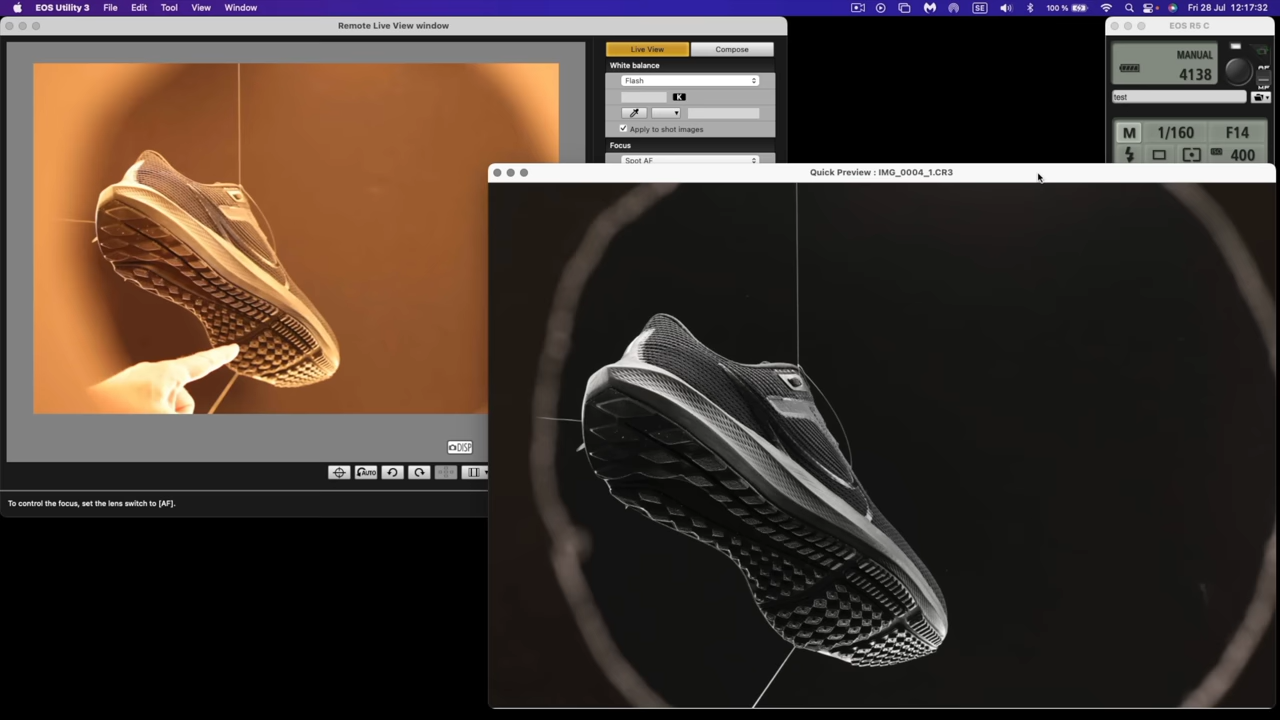 EOS Utility 3 File Edit Tool View Window SE 100 % Fri 28 Jul 12:17:32
Remote Live View window
EOS R5 C
Live View Compose
White balance
Flash
K
Apply to shot images
Focus
Spot AF
MANUAL
4138
test
M 1/160 F14
ISO 400
Quick Preview : IMG_0004_1.CR3
DISP
AUTO
To control the focus, set the lens switch to [AF].